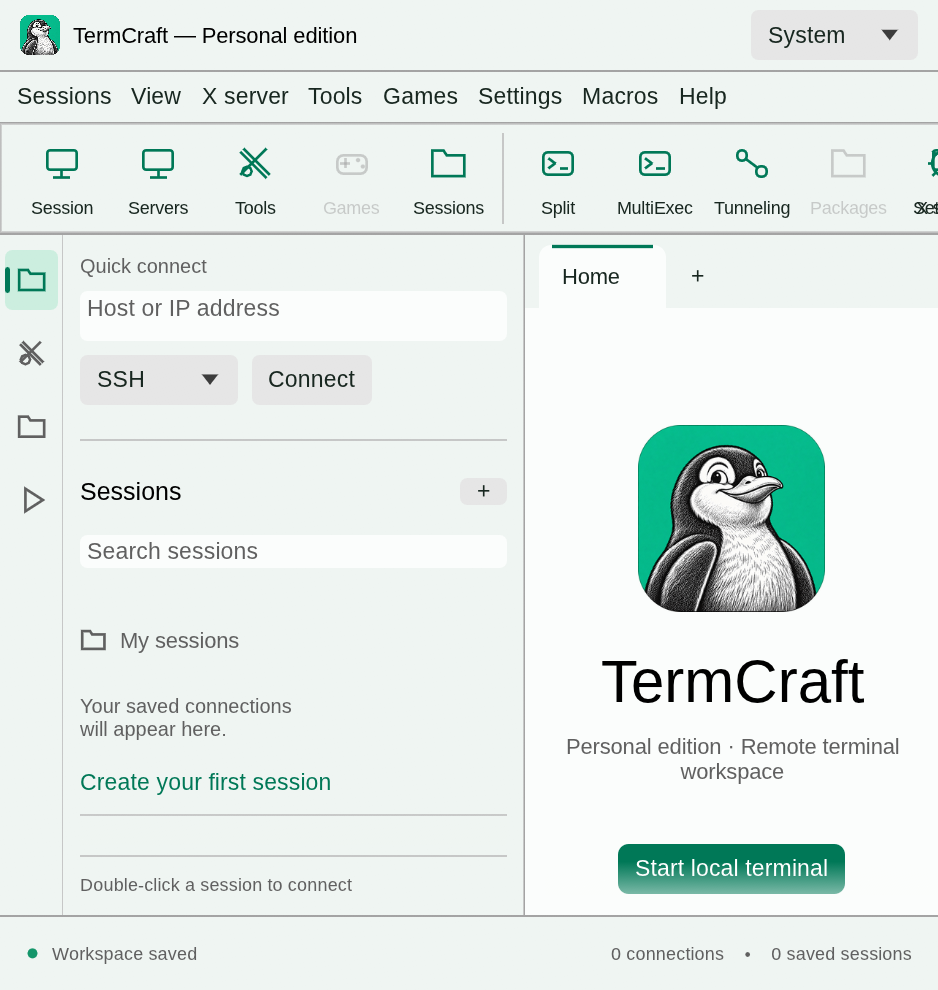 TermCraft — Personal edition
System
Sessions View X server Tools Games Settings Macros Help
Session Servers Tools Games Sessions Split MultiExec Tunneling Packages
Quick connect
Host or IP address
SSH
Connect
Sessions
+
Search sessions
My sessions
Your saved connections
will appear here.
Create your first session
Double-click a session to connect
Home
+
TermCraft
Personal edition · Remote terminal
workspace
Start local terminal
Workspace saved
0 connections • 0 saved sessions